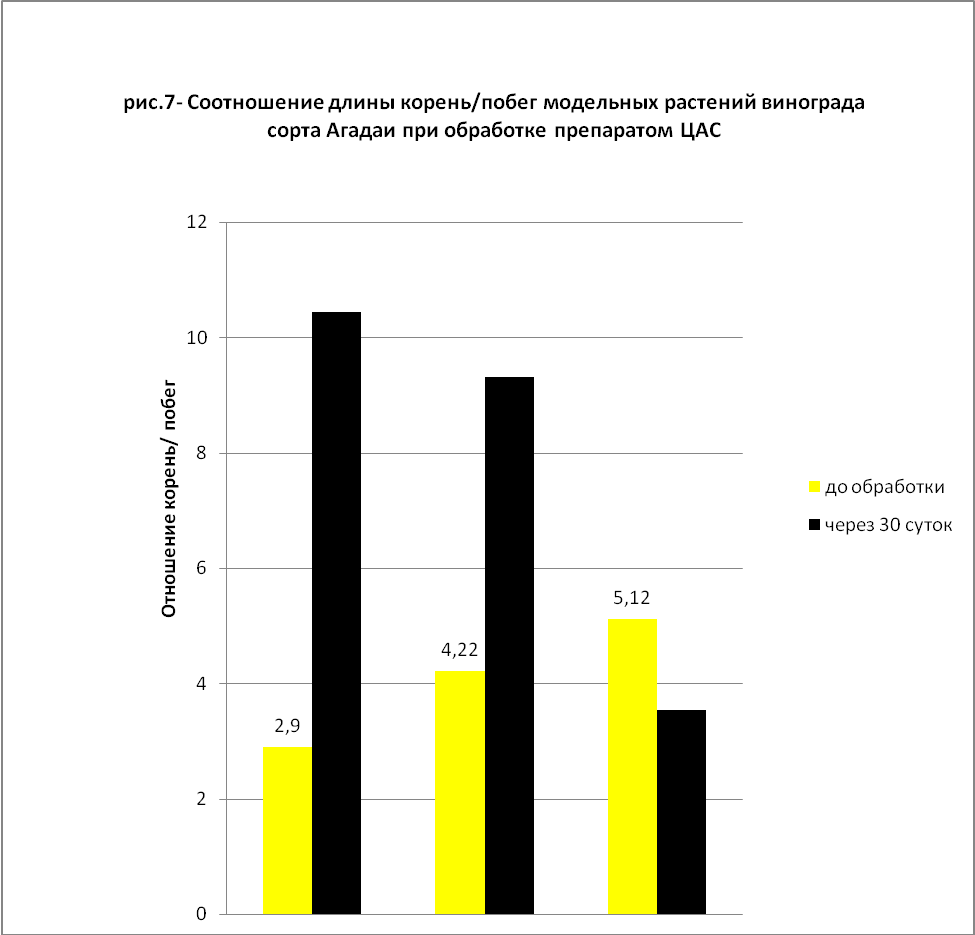 рис.7- Соотношение длины корень/побег модельных растений винограда
сорта Агадаи при обработке препаратом ЦАС
12
10
8
6
4
2
0
Отношение корень/ побег
2,9
4,22
5,12
до обработки
через 30 суток